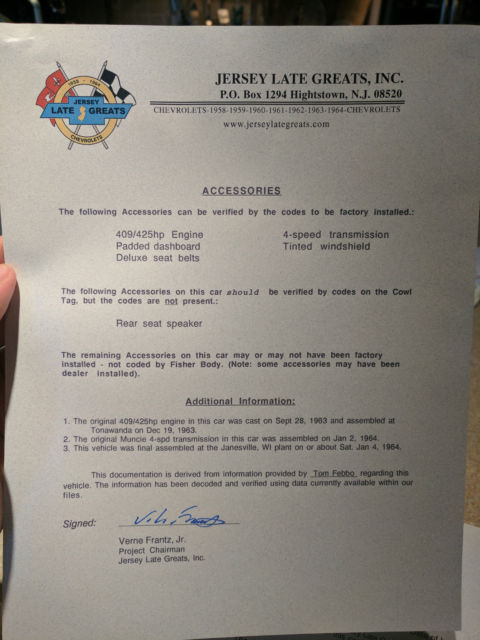 1958 - 1964
JERSEY
LATE GREATS
CHEVROLETS
JERSEY LATE GREATS, INC.
P.O. Box 1294 Hightstown, N.J. 08520
CHEVROLETS-1958-1959-1960-1961-1962-1963-1964-CHEVROLETS
www.jerseylategreats.com
ACCESSORIES
The following Accessories can be verified by the codes to be factory installed.:
409/425hp Engine 4-speed transmission
Padded dashboard Tinted windshield
Deluxe seat belts
The following Accessories on this car should be verified by codes on the Cowl
Tag, but the codes are not present.:
Rear seat speaker
The remaining Accessories on this car may or may not have been factory
installed - not coded by Fisher Body. (Note: some accessories may have been
dealer installed).
Additional Information:
1. The original 409/425hp engine in this car was cast on Sept 28, 1963 and assembled at
Tonawanda on Dec 19, 1963.
2. The original Muncie 4-spd transmission in this car was assembled on Jan 2, 1964.
3. This vehicle was final assembled at the Janesville, WI plant on or about Sat. Jan 4, 1964.
This documentation is derived from information provided by Tom Febbo regarding this
vehicle. The information has been decoded and verified using data currently available within our
files.
Signed:
Verne Frantz, Jr.
Project Chairman
Jersey Late Greats, Inc.